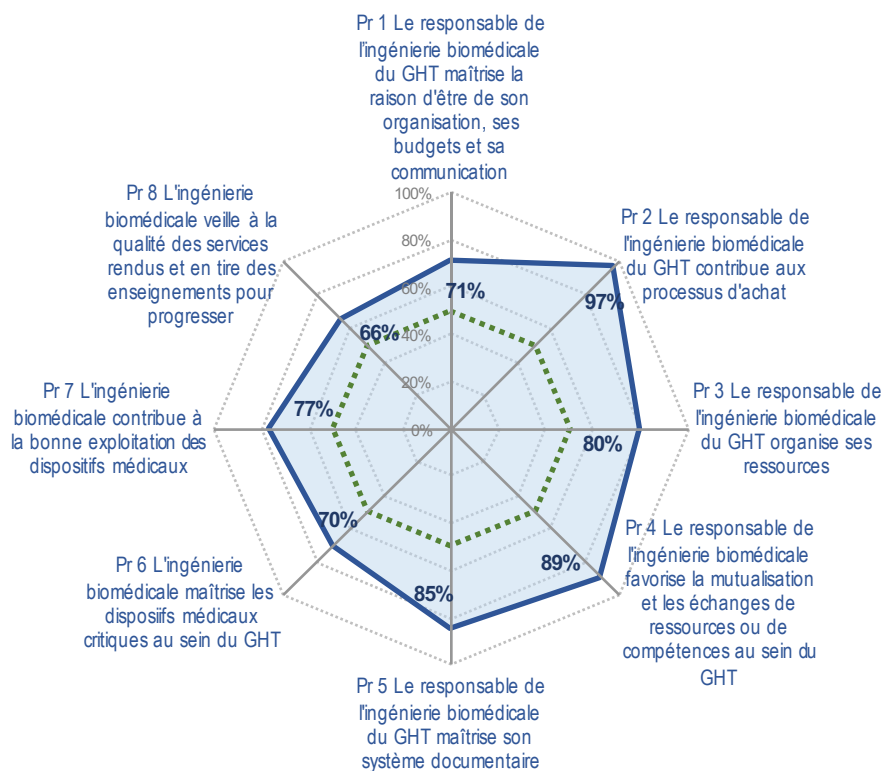 Pr 1 Le responsable de
l'ingénierie biomédicale
du GHT maîtrise la
raison d'être de son
organisation, ses
budgets et sa
communication
100%
80%
60%
40%
20%
0%
Pr 2 Le responsable de
l'ingénierie biomédicale
du GHT contribue aux
processus d'achat
Pr 3 Le responsable de
l'ingénierie biomédicale
du GHT organise ses
ressources
Pr 4 Le responsable de
l'ingénierie biomédicale
favorise la mutualisation
et les échanges de
ressources ou de
compétences au sein du
GHT
Pr 5 Le responsable de
l'ingénierie biomédicale
du GHT maîtrise son
système documentaire
Pr 6 L'ingénierie
biomédicale maîtrise les
disposiifs médicaux
critiques au sein du GHT
Pr 7 L'ingénierie
biomédicale contribue à
la bonne exploitation des
dispositifs médicaux
Pr 8 L'ingénierie
biomédicale veille à la
qualité des services
rendus et en tire des
enseignements pour
progresser
71%
97%
80%
89%
85%
70%
77%
66%